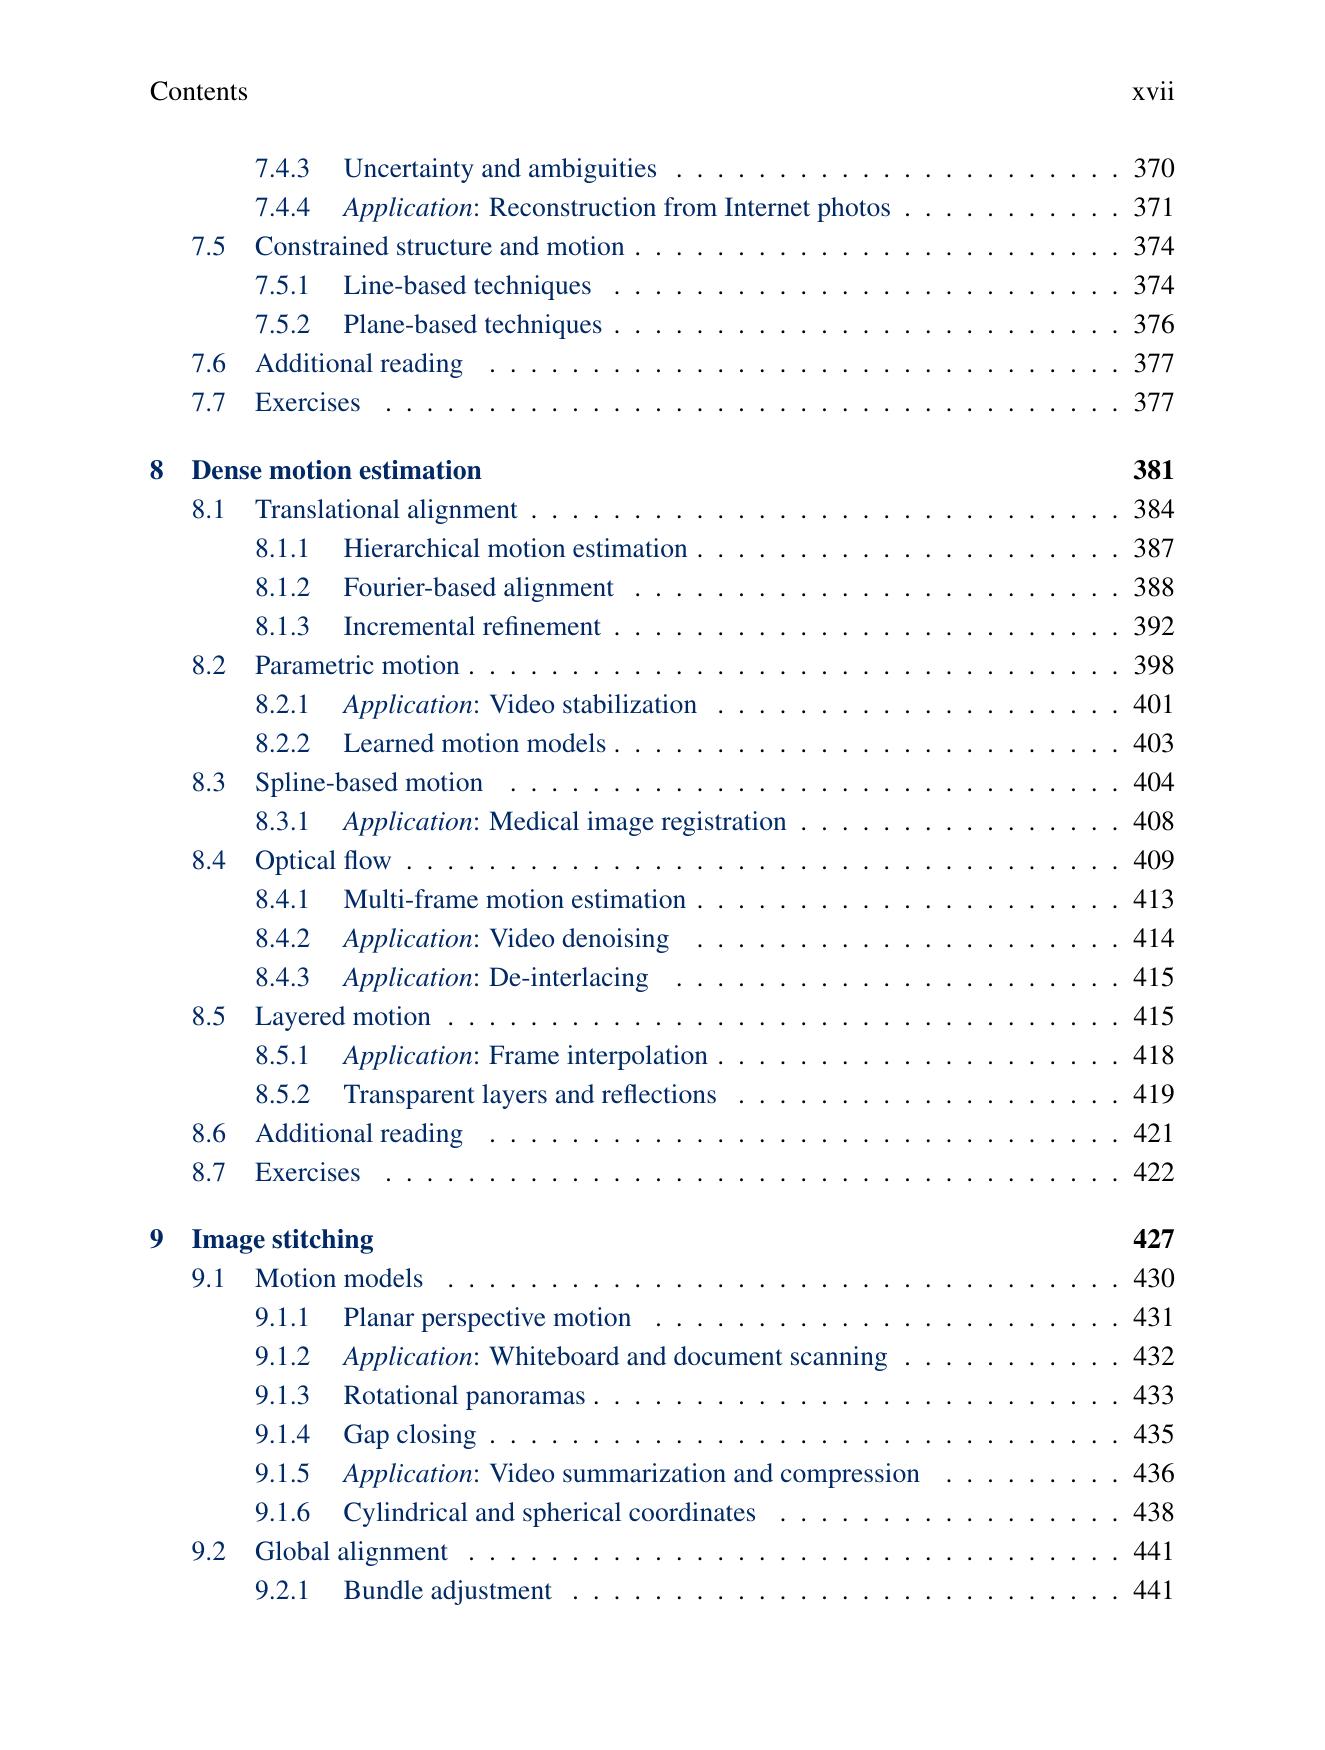 Contents xvii
7.4.3 Uncertainty and ambiguities . . . . . . . . . . . . . . . . . . . . . . 370
7.4.4 Application: Reconstruction from Internet photos . . . . . . . . . . . 371
7.5 Constrained structure and motion . . . . . . . . . . . . . . . . . . . . . . . . 374
7.5.1 Line-based techniques . . . . . . . . . . . . . . . . . . . . . . . . . 374
7.5.2 Plane-based techniques . . . . . . . . . . . . . . . . . . . . . . . . . 376
7.6 Additional reading . . . . . . . . . . . . . . . . . . . . . . . . . . . . . . . 377
7.7 Exercises . . . . . . . . . . . . . . . . . . . . . . . . . . . . . . . . . . . . 377
8 Dense motion estimation 381
8.1 Translational alignment . . . . . . . . . . . . . . . . . . . . . . . . . . . . . 384
8.1.1 Hierarchical motion estimation . . . . . . . . . . . . . . . . . . . . . 387
8.1.2 Fourier-based alignment . . . . . . . . . . . . . . . . . . . . . . . . 388
8.1.3 Incremental refinement . . . . . . . . . . . . . . . . . . . . . . . . . 392
8.2 Parametric motion . . . . . . . . . . . . . . . . . . . . . . . . . . . . . . . . 398
8.2.1 Application: Video stabilization . . . . . . . . . . . . . . . . . . . . 401
8.2.2 Learned motion models . . . . . . . . . . . . . . . . . . . . . . . . . 403
8.3 Spline-based motion . . . . . . . . . . . . . . . . . . . . . . . . . . . . . . 404
8.3.1 Application: Medical image registration . . . . . . . . . . . . . . . . 408
8.4 Optical flow . . . . . . . . . . . . . . . . . . . . . . . . . . . . . . . . . . . 409
8.4.1 Multi-frame motion estimation . . . . . . . . . . . . . . . . . . . . . 413
8.4.2 Application: Video denoising . . . . . . . . . . . . . . . . . . . . . 414
8.4.3 Application: De-interlacing . . . . . . . . . . . . . . . . . . . . . . 415
8.5 Layered motion . . . . . . . . . . . . . . . . . . . . . . . . . . . . . . . . . 415
8.5.1 Application: Frame interpolation . . . . . . . . . . . . . . . . . . . . 418
8.5.2 Transparent layers and reflections . . . . . . . . . . . . . . . . . . . 419
8.6 Additional reading . . . . . . . . . . . . . . . . . . . . . . . . . . . . . . . 421
8.7 Exercises . . . . . . . . . . . . . . . . . . . . . . . . . . . . . . . . . . . . 422
9 Image stitching 427
9.1 Motion models . . . . . . . . . . . . . . . . . . . . . . . . . . . . . . . . . 430
9.1.1 Planar perspective motion . . . . . . . . . . . . . . . . . . . . . . . 431
9.1.2 Application: Whiteboard and document scanning . . . . . . . . . . . 432
9.1.3 Rotational panoramas . . . . . . . . . . . . . . . . . . . . . . . . . . 433
9.1.4 Gap closing . . . . . . . . . . . . . . . . . . . . . . . . . . . . . . . 435
9.1.5 Application: Video summarization and compression . . . . . . . . . 436
9.1.6 Cylindrical and spherical coordinates . . . . . . . . . . . . . . . . . 438
9.2 Global alignment . . . . . . . . . . . . . . . . . . . . . . . . . . . . . . . . 441
9.2.1 Bundle adjustment . . . . . . . . . . . . . . . . . . . . . . . . . . . 441